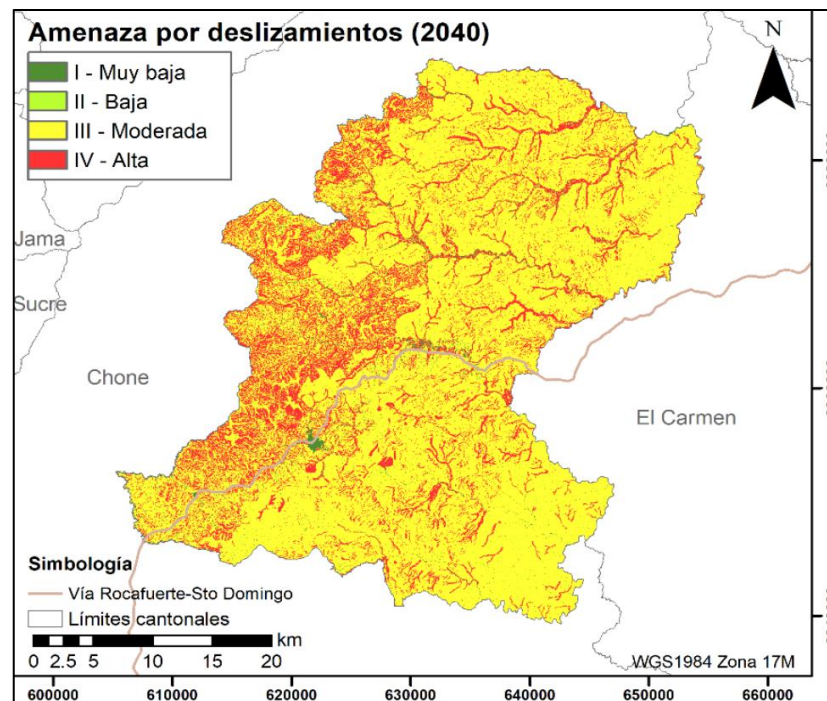 Amenaza por deslizamientos (2040)
N
I - Muy baja
II - Baja
III - Moderada
IV - Alta
Jama
Sucre
Chone
El Carmen
Simbología
Vía Rocafuerte-Sto Domingo
Límites cantonales
km
0 2.5 5 10 15 20
WGS1984 Zona 17M
600000 610000 620000 630000 640000 650000 660000